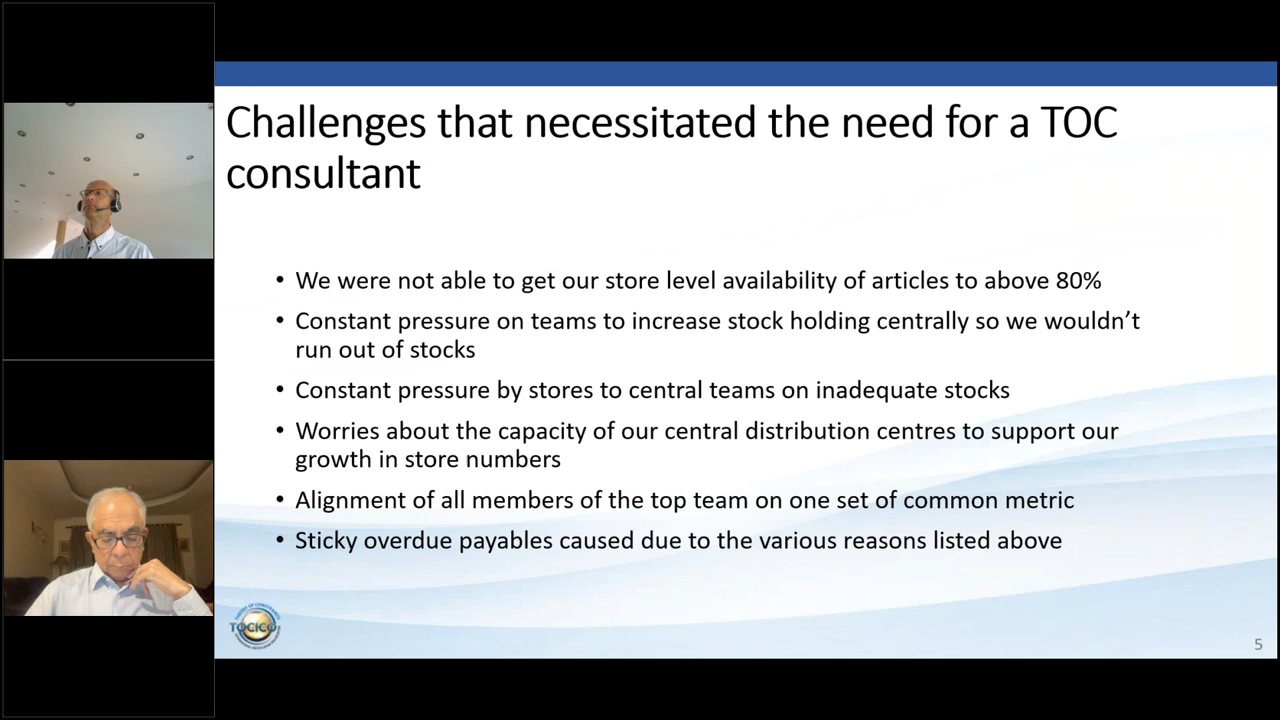 Challenges that necessitated the need for a TOC
consultant
• We were not able to get our store level availability of articles to above 80%
• Constant pressure on teams to increase stock holding centrally so we wouldn’t
run out of stocks
• Constant pressure by stores to central teams on inadequate stocks
• Worries about the capacity of our central distribution centres to support our
growth in store numbers
• Alignment of all members of the top team on one set of common metric
• Sticky overdue payables caused due to the various reasons listed above
TOCICO
5